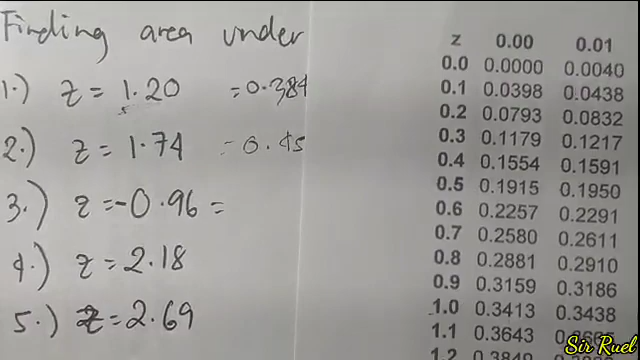 Finding area under
1.) z = 1.20 = 0.384
2.) z = 1.74 = 0.45
3.) z = -0.96 =
4.) z = 2.18
5.) z = 2.69
z 0.00 0.01
0.0 0.0000 0.0040
0.1 0.0398 0.0438
0.2 0.0793 0.0832
0.3 0.1179 0.1217
0.4 0.1554 0.1591
0.5 0.1915 0.1950
0.6 0.2257 0.2291
0.7 0.2580 0.2611
0.8 0.2881 0.2910
0.9 0.3159 0.3186
1.0 0.3413 0.3438
1.1 0.3643
1.2 0.3849
Sir Ruel